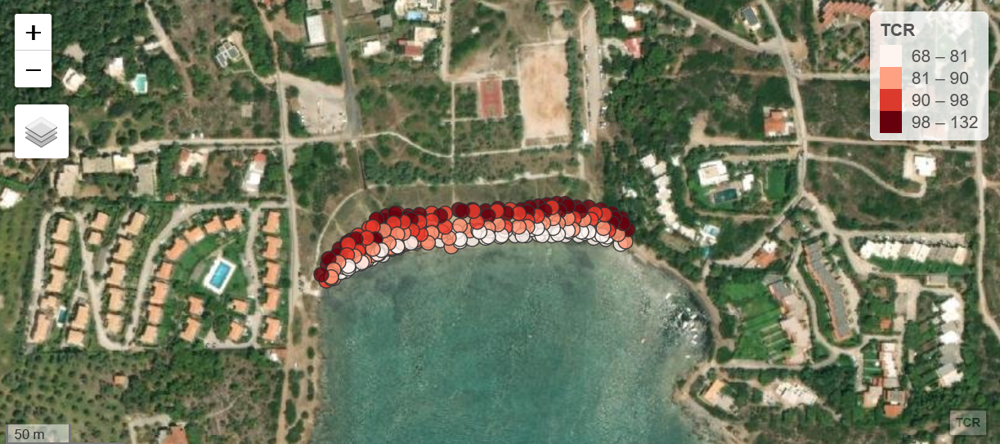 +
−
TCR
68 – 81
81 – 90
90 – 98
98 – 132
50 m
TCR